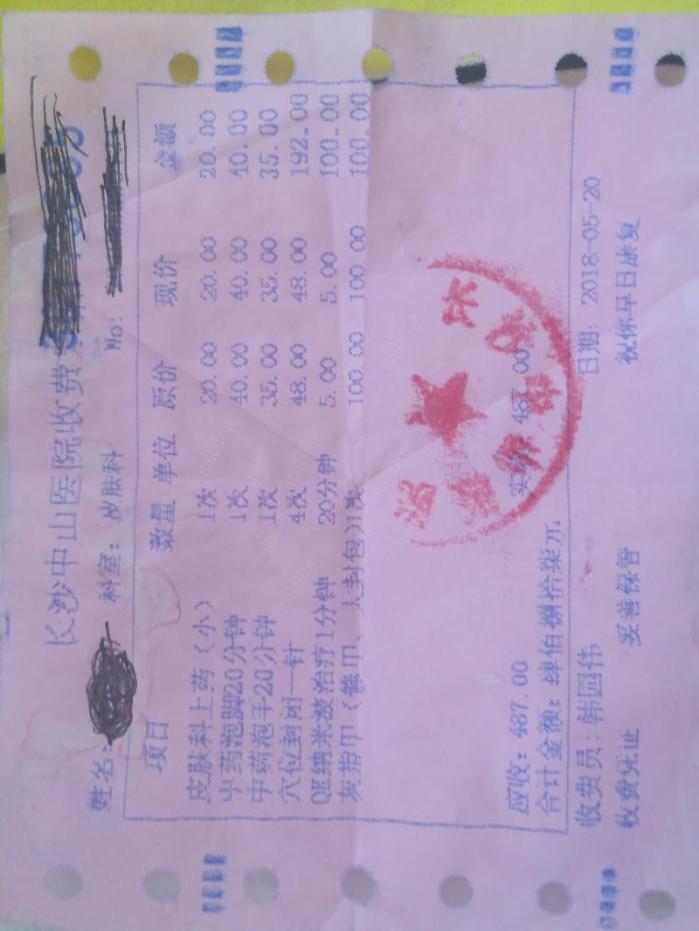 长沙中山医院收费
姓名: 科室: 皮肤科 No:
项目 数量 单位 原价 现价 金额
皮肤科上药(小) 1次 20.00 20.00 20.00
中药泡脚20分钟 1次 40.00 40.00 40.00
中药泡手20分钟 1次 35.00 35.00 35.00
穴位封闭一针 4次 48.00 48.00 192.00
纳米波治疗1分钟 20分钟 5.00 5.00 100.00
灰指甲( 甲、人封包)1次 100.00 100.00 100.00
应收: 487.00 487.00
合计金额: 肆佰捌拾柒元
收费员: 韩园伟 日期: 2018-05-20
收费凭证 妥善保管 祝你早日康复